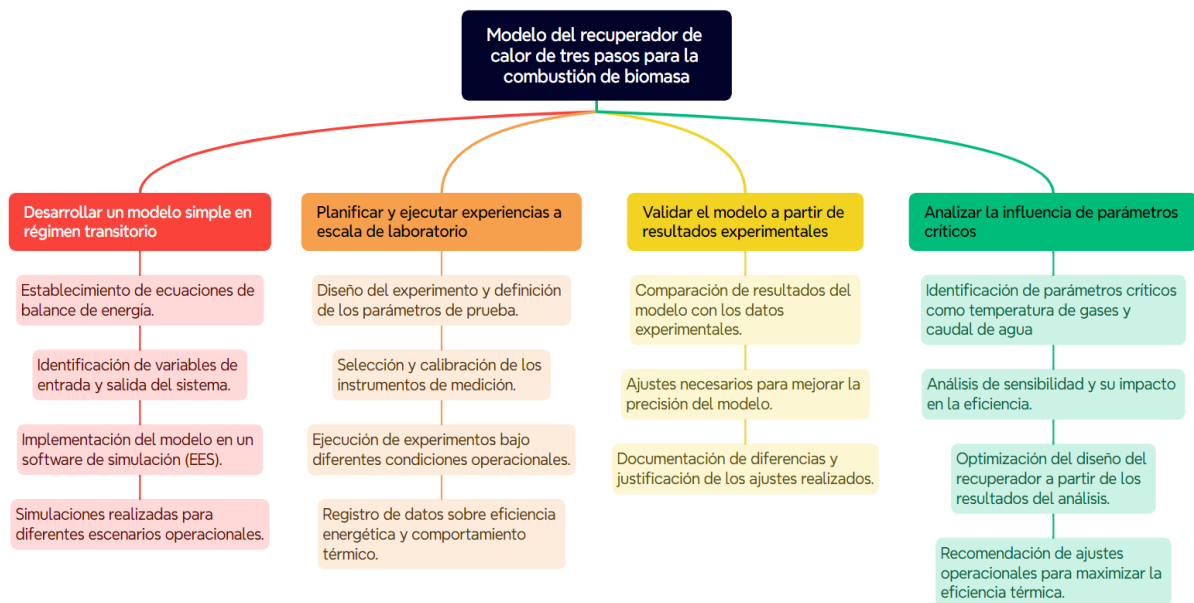 Modelo del recuperador de
calor de tres pasos para la
combustión de biomasa
Desarrollar un modelo simple en
régimen transitorio
Establecimiento de ecuaciones de
balance de energía.
Identificación de variables de
entrada y salida del sistema.
Implementación del modelo en un
software de simulación (EES).
Simulaciones realizadas para
diferentes escenarios operacionales.
Planificar y ejecutar experiencias a
escala de laboratorio
Diseño del experimento y definición
de los parámetros de prueba.
Selección y calibración de los
instrumentos de medición.
Ejecución de experimentos bajo
diferentes condiciones operacionales.
Registro de datos sobre eficiencia
energética y comportamiento
térmico.
Validar el modelo a partir de
resultados experimentales
Comparación de resultados del
modelo con los datos
experimentales.
Ajustes necesarios para mejorar la
precisión del modelo.
Documentación de diferencias y
justificación de los ajustes realizados.
Analizar la influencia de parámetros
críticos
Identificación de parámetros críticos
como temperatura de gases y
caudal de agua
Análisis de sensibilidad y su impacto
en la eficiencia.
Optimización del diseño del
recuperador a partir de los
resultados del análisis.
Recomendación de ajustes
operacionales para maximizar la
eficiencia térmica.